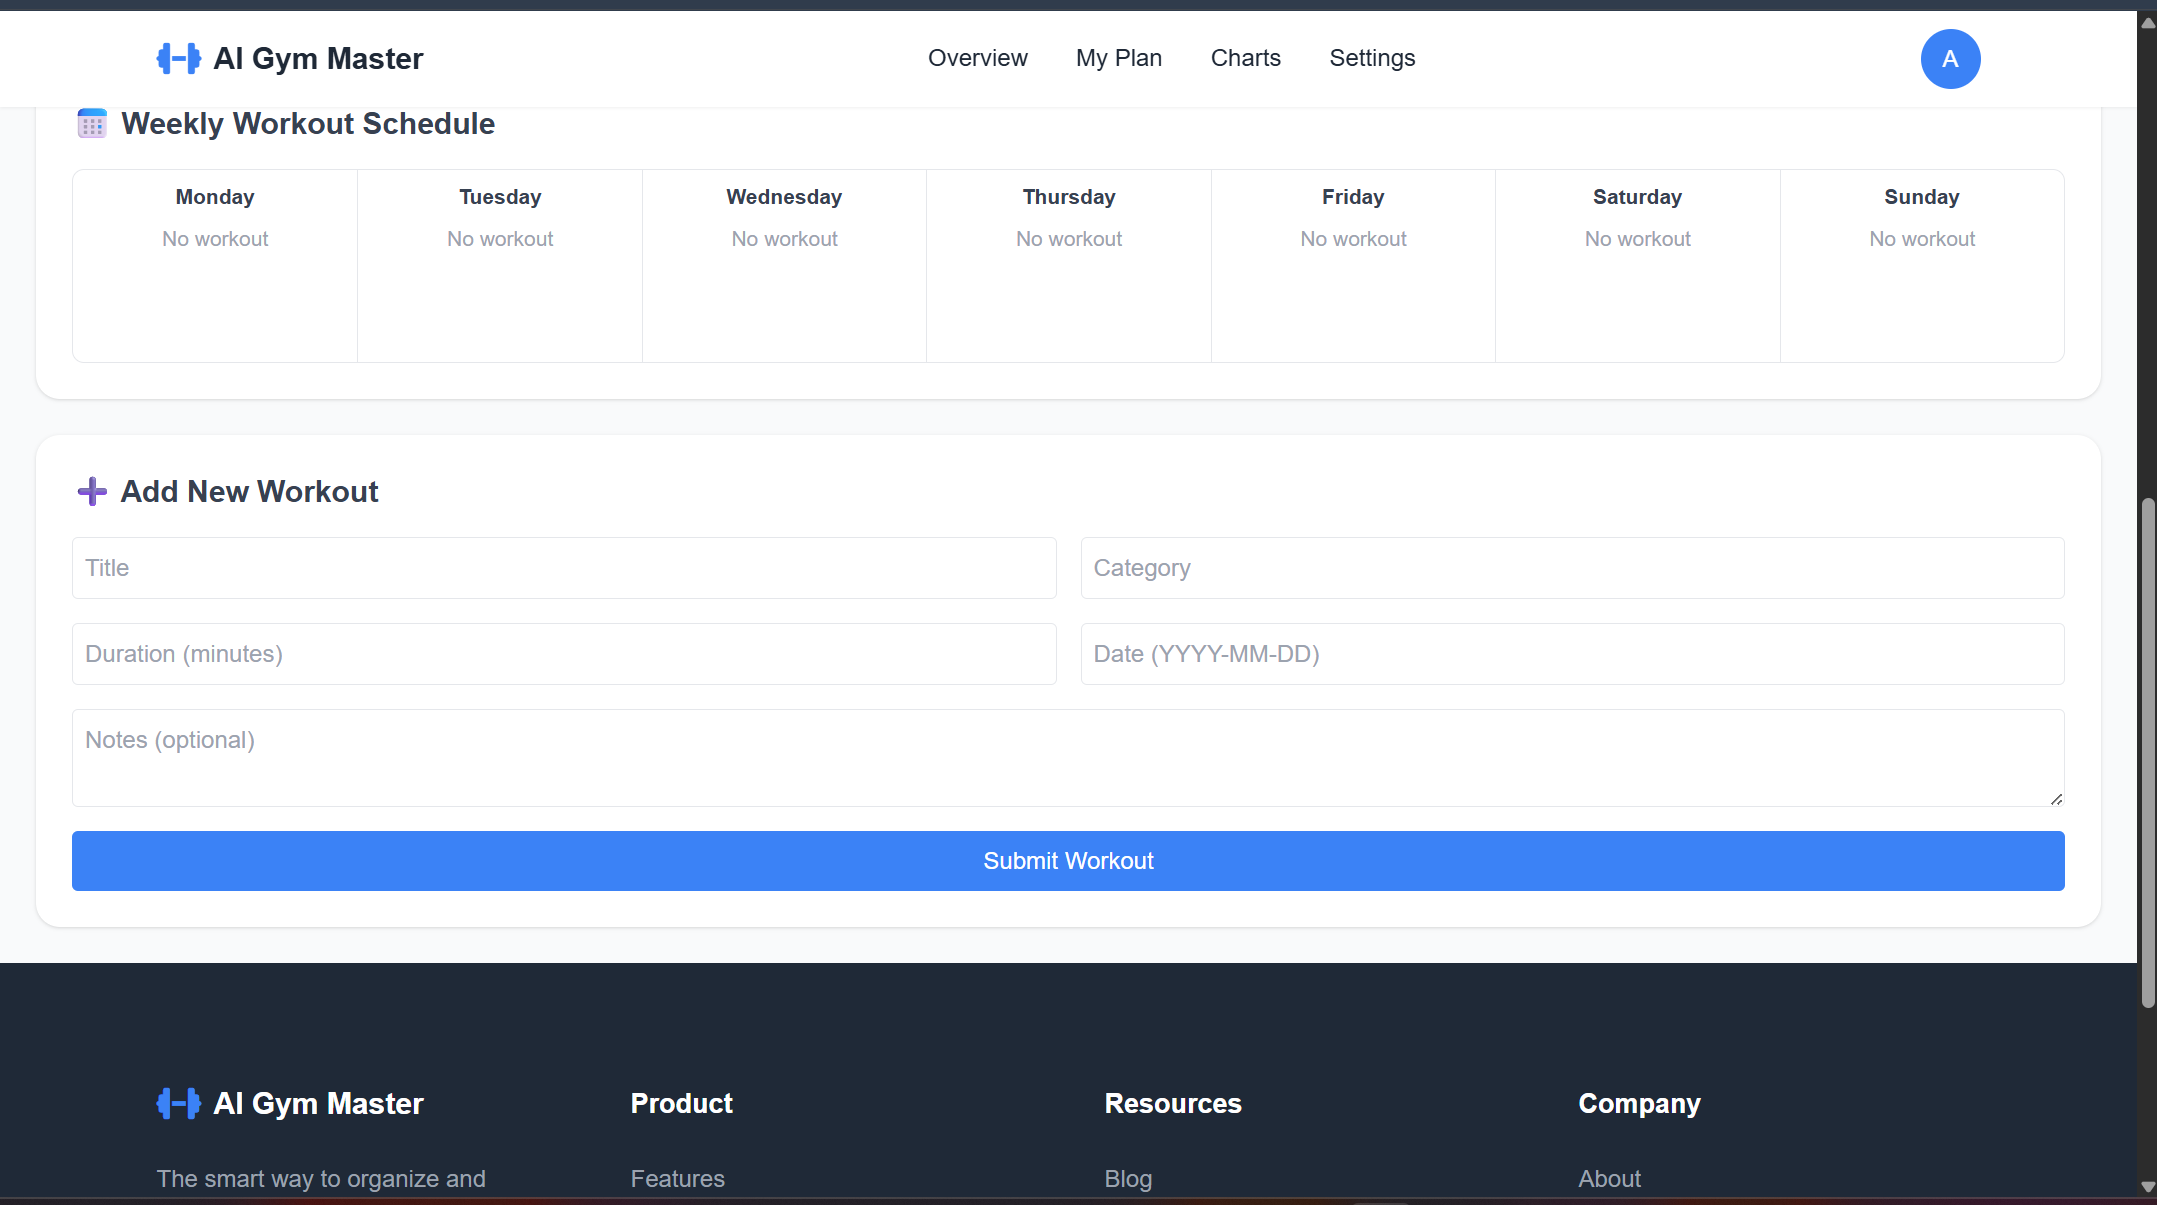 AI Gym Master
Overview
My Plan
Charts
Settings
A
Weekly Workout Schedule
Monday
Tuesday
Wednesday
Thursday
Friday
Saturday
Sunday
No workout
No workout
No workout
No workout
No workout
No workout
No workout
Add New Workout
Title
Category
Duration (minutes)
Date (YYYY-MM-DD)
Notes (optional)
Submit Workout
AI Gym Master
Product
Resources
Company
The smart way to organize and
Features
Blog
About